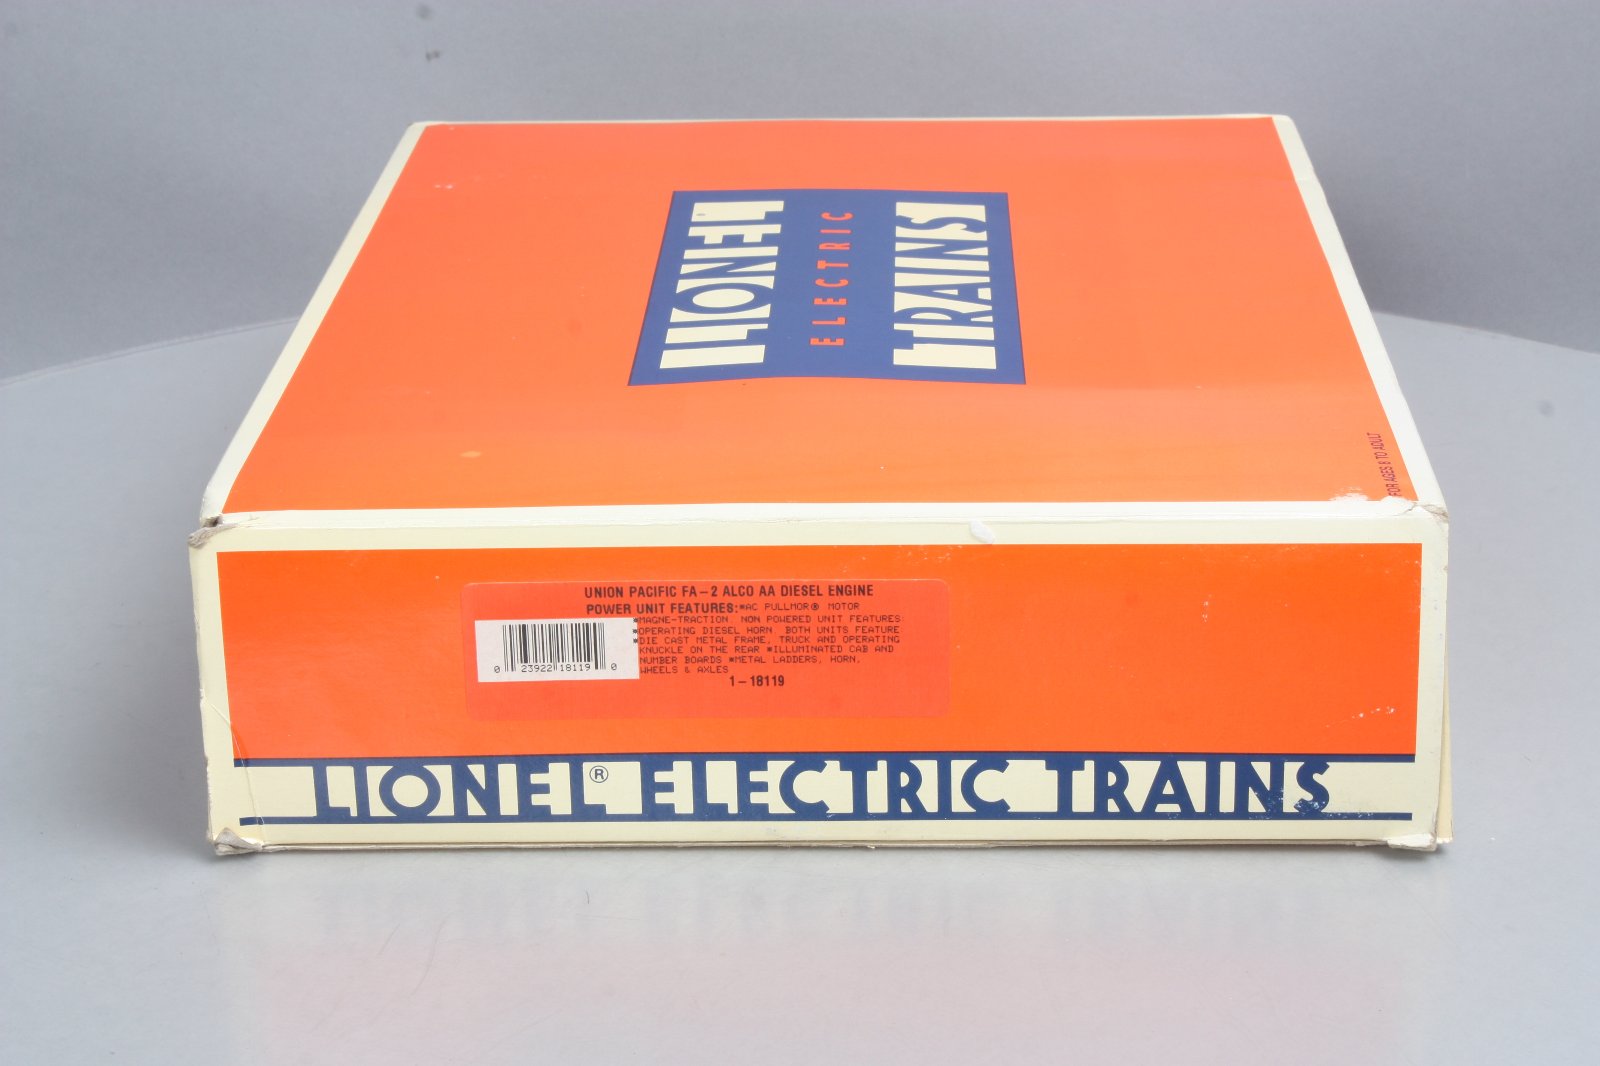 LIONEL®
ELECTRIC
TRAINS
FOR AGES 8 TO ADULT
UNION PACIFIC FA-2 ALCO AA DIESEL ENGINE
POWER UNIT FEATURES:*AC PULLMOR® MOTOR
*MAGNE-TRACTION. NON POWERED UNIT FEATURES:
*OPERATING DIESEL HORN. BOTH UNITS FEATURE:
*DIE CAST METAL FRAME, TRUCK AND OPERATING
KNUCKLE ON THE REAR *ILLUMINATED CAB AND
NUMBER BOARDS *METAL LADDERS, HORN,
WHEELS & AXLES
1-18119
0 23922 18119 0
LIONEL® ELECTRIC TRAINS